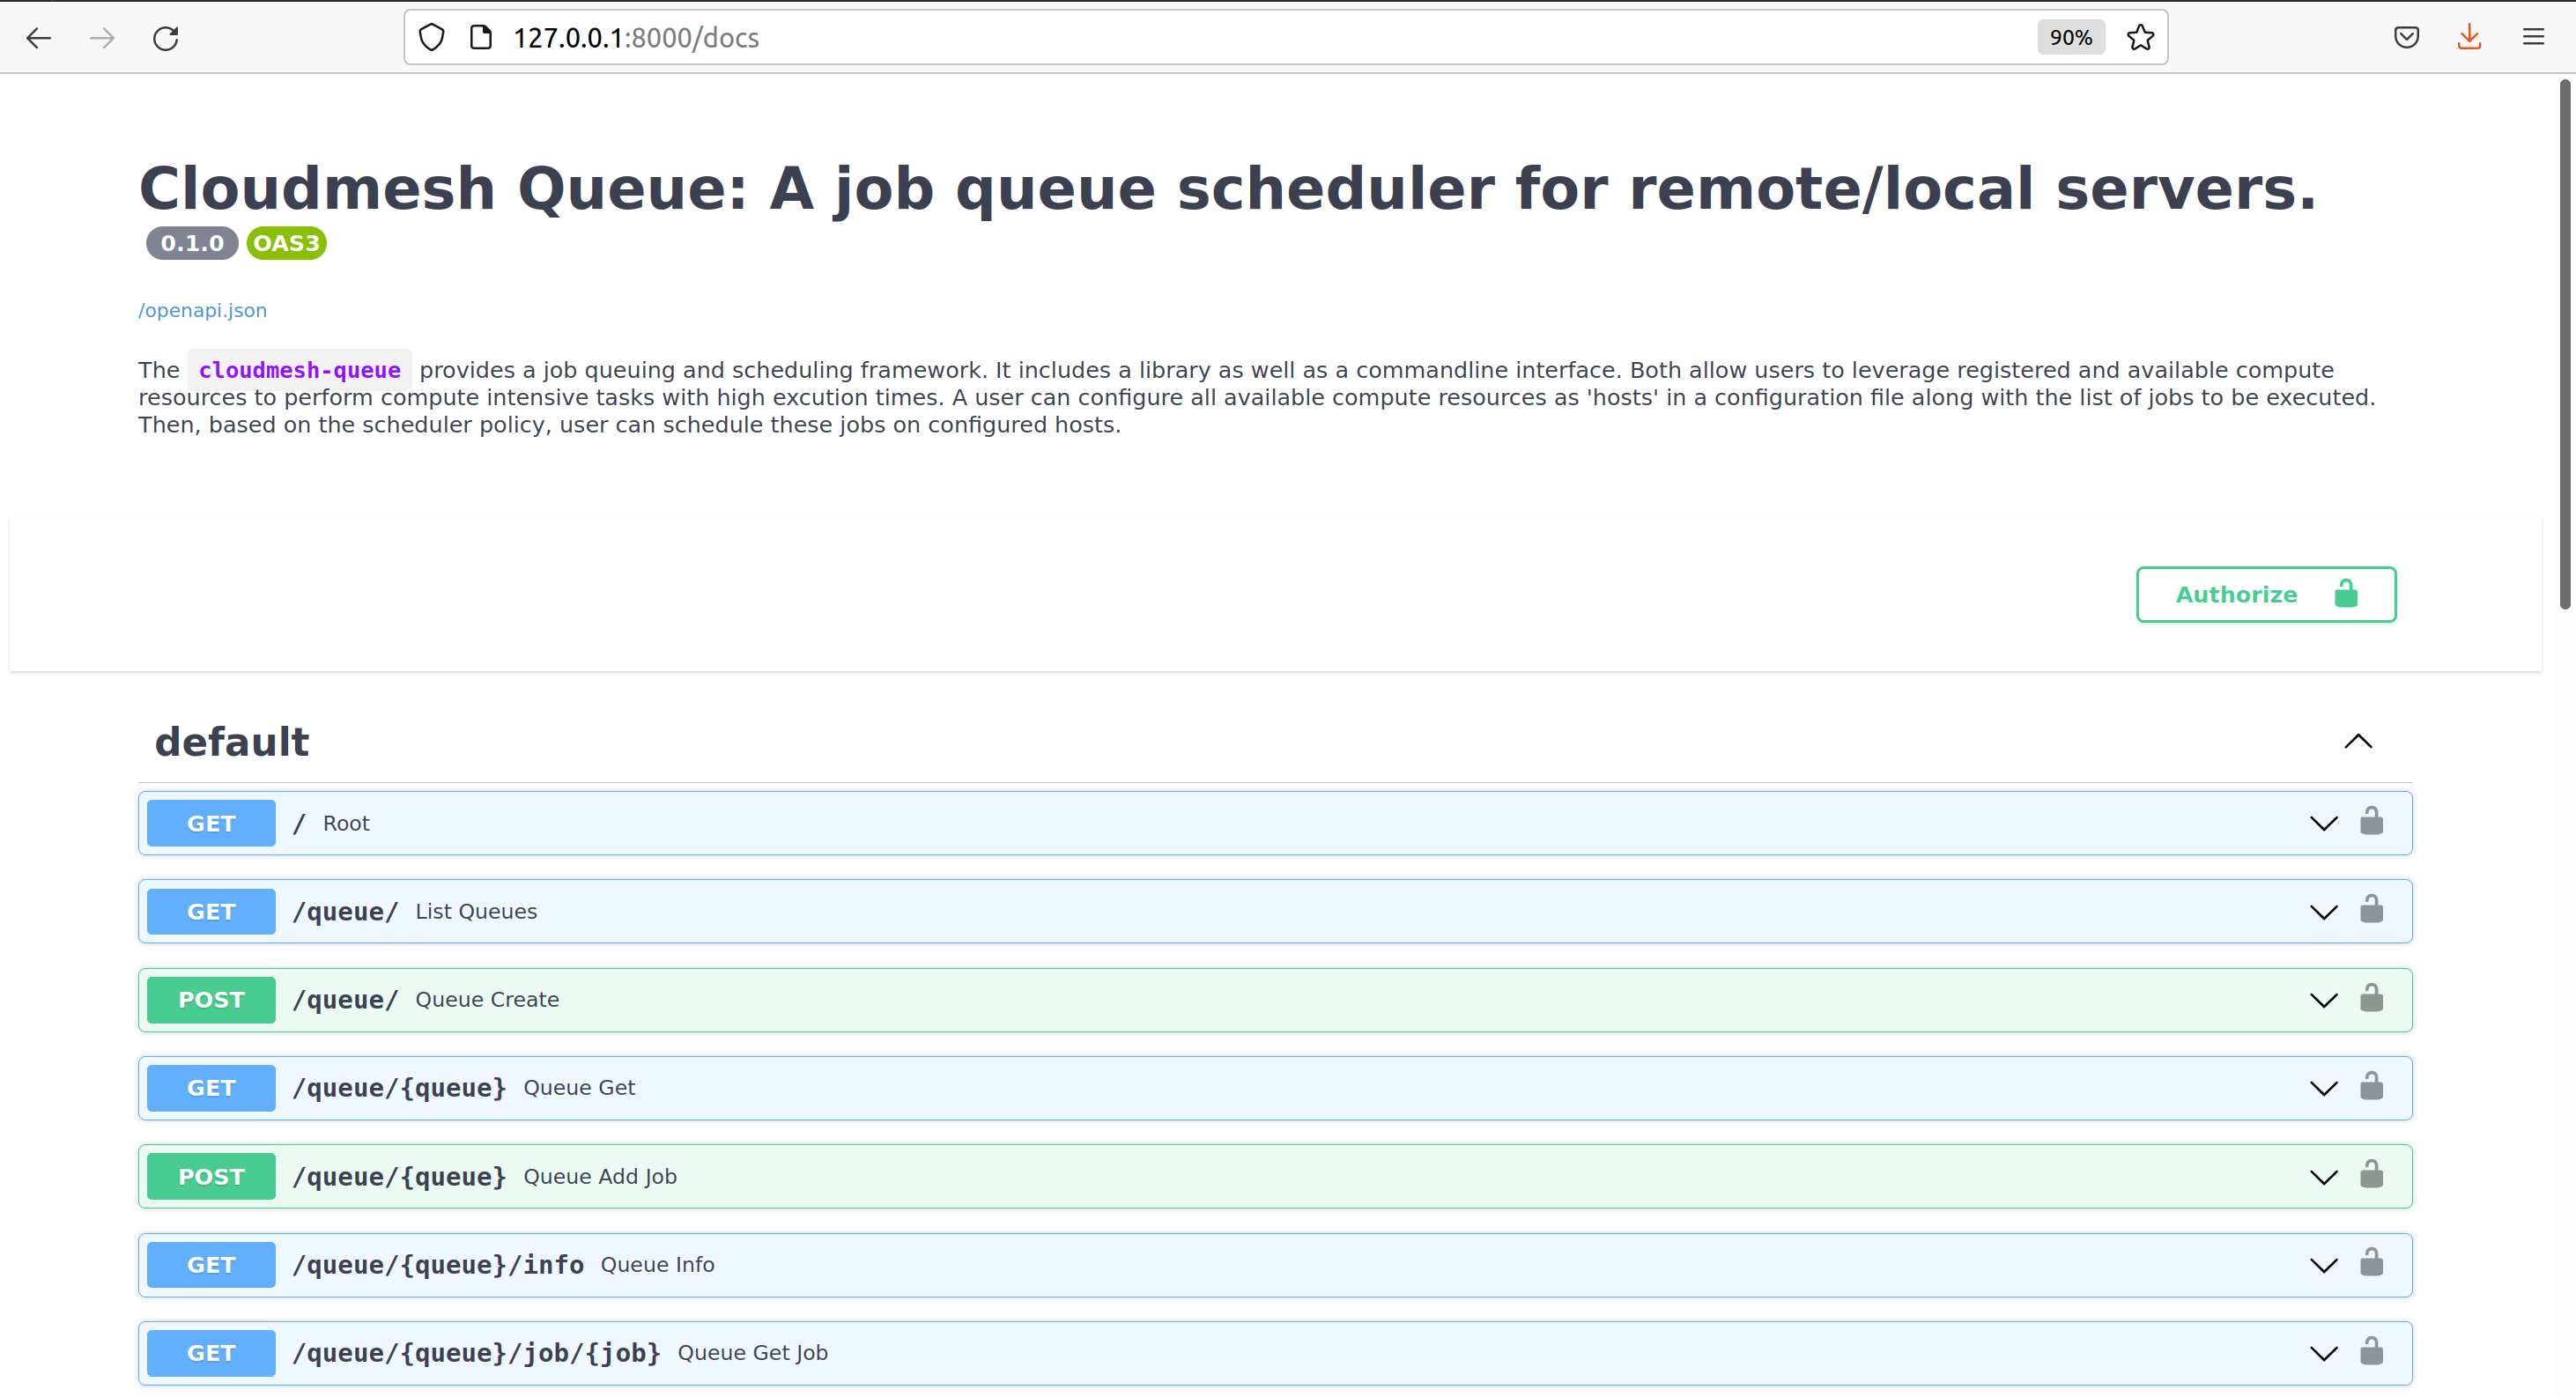 127.0.0.1:8000/docs 90%
Cloudmesh Queue: A job queue scheduler for remote/local servers.
0.1.0 OAS3
/openapi.json
The cloudmesh-queue provides a job queuing and scheduling framework. It includes a library as well as a commandline interface. Both allow users to leverage registered and available compute
resources to perform compute intensive tasks with high excution times. A user can configure all available compute resources as 'hosts' in a configuration file along with the list of jobs to be executed.
Then, based on the scheduler policy, user can schedule these jobs on configured hosts.
Authorize
default
GET / Root
GET /queue/ List Queues
POST /queue/ Queue Create
GET /queue/{queue} Queue Get
POST /queue/{queue} Queue Add Job
GET /queue/{queue}/info Queue Info
GET /queue/{queue}/job/{job} Queue Get Job